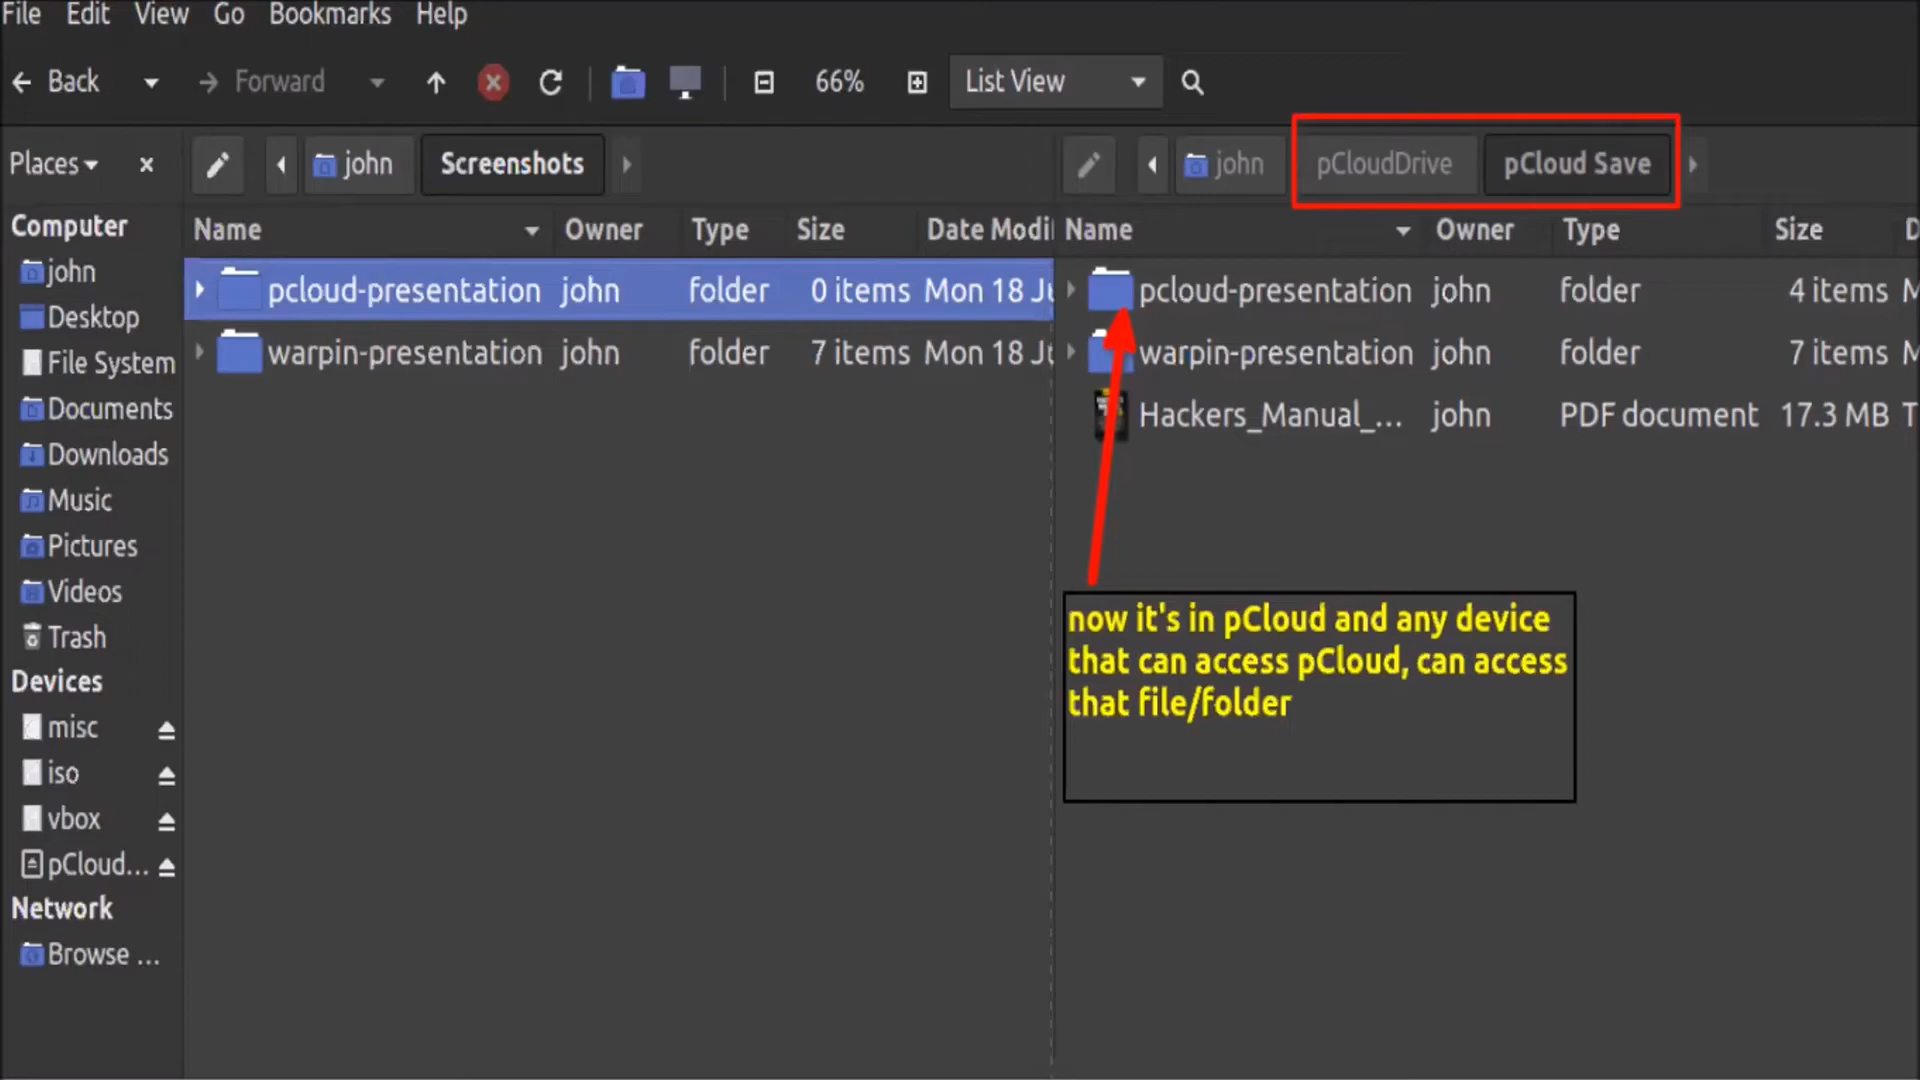 File Edit View Go Bookmarks Help
Back Forward 66% List View
Places john Screenshots john pCloudDrive pCloud Save
Computer
john
Desktop
File System
Documents
Downloads
Music
Pictures
Videos
Trash
Devices
misc
iso
vbox
pCloud...
Network
Browse ...
Name Owner Type Size Date Modi
pcloud-presentation john folder 0 items Mon 18 Ju
warpin-presentation john folder 7 items Mon 18 Ju
Name Owner Type Size D
pcloud-presentation john folder 4 items M
warpin-presentation john folder 7 items M
Hackers_Manual_... john PDF document 17.3 MB T
now it's in pCloud and any device
that can access pCloud, can access
that file/folder